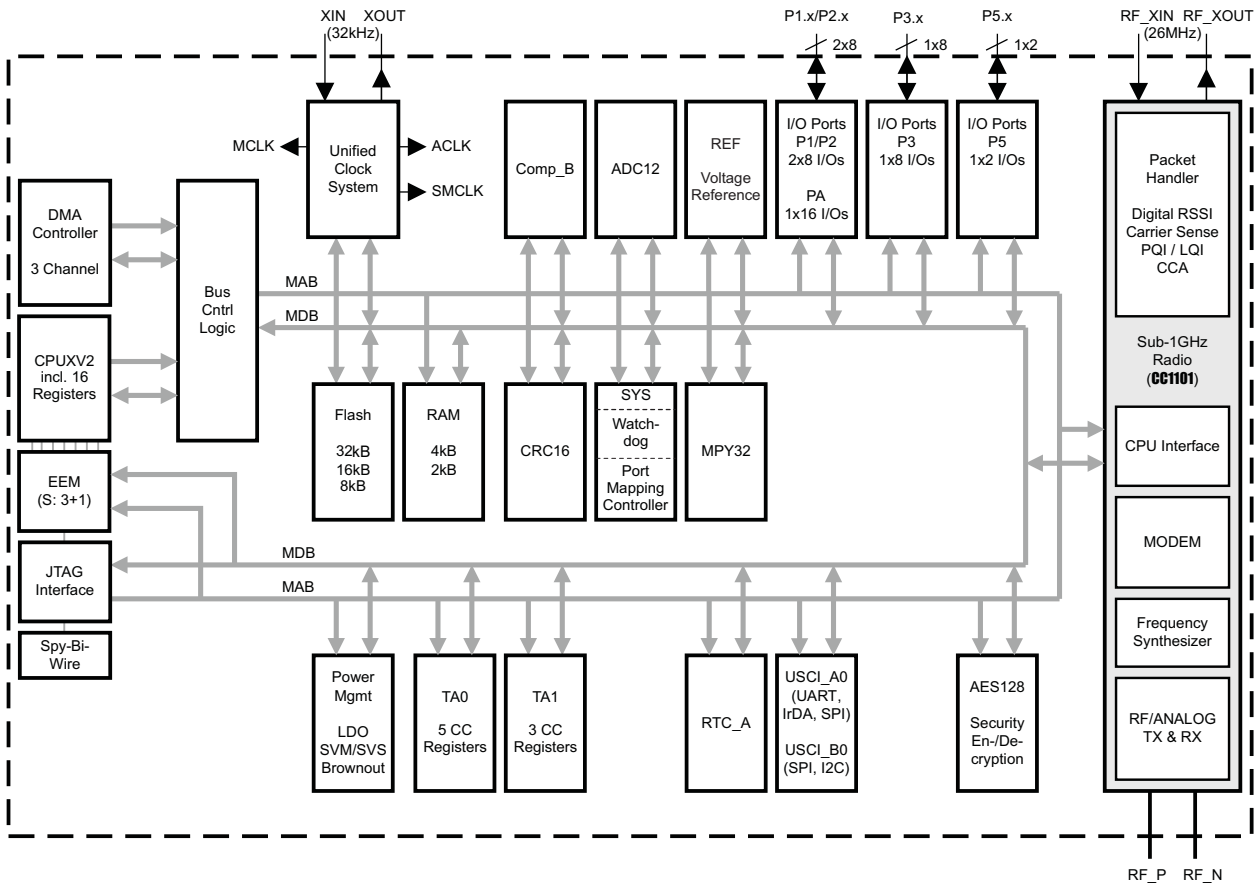 XIN XOUT
(32kHz)
P1.x/P2.x
2x8
P3.x
1x8
P5.x
1x2
RF_XIN RF_XOUT
(26MHz)
MCLK
Unified
Clock
System
ACLK
SMCLK
Comp_B
ADC12
REF
Voltage
Reference
I/O Ports
P1/P2
2x8 I/Os
PA
1x16 I/Os
I/O Ports
P3
1x8 I/Os
I/O Ports
P5
1x2 I/Os
Packet
Handler
Digital RSSI
Carrier Sense
PQI / LQI
CCA
DMA
Controller
3 Channel
Bus
Cntrl
Logic
MAB
MDB
CPUXV2
incl. 16
Registers
Sub-1GHz
Radio
(CC1101)
Flash
32kB
16kB
8kB
RAM
4kB
2kB
CRC16
SYS
Watch-
dog
Port
Mapping
Controller
MPY32
CPU Interface
EEM
(S: 3+1)
MODEM
JTAG
Interface
MDB
MAB
Frequency
Synthesizer
Spy-Bi-
Wire
Power
Mgmt
LDO
SVM/SVS
Brownout
TA0
5 CC
Registers
TA1
3 CC
Registers
RTC_A
USCI_A0
(UART,
IrDA, SPI)
USCI_B0
(SPI, I2C)
AES128
Security
En-/De-
cryption
RF/ANALOG
TX & RX
RF_P RF_N